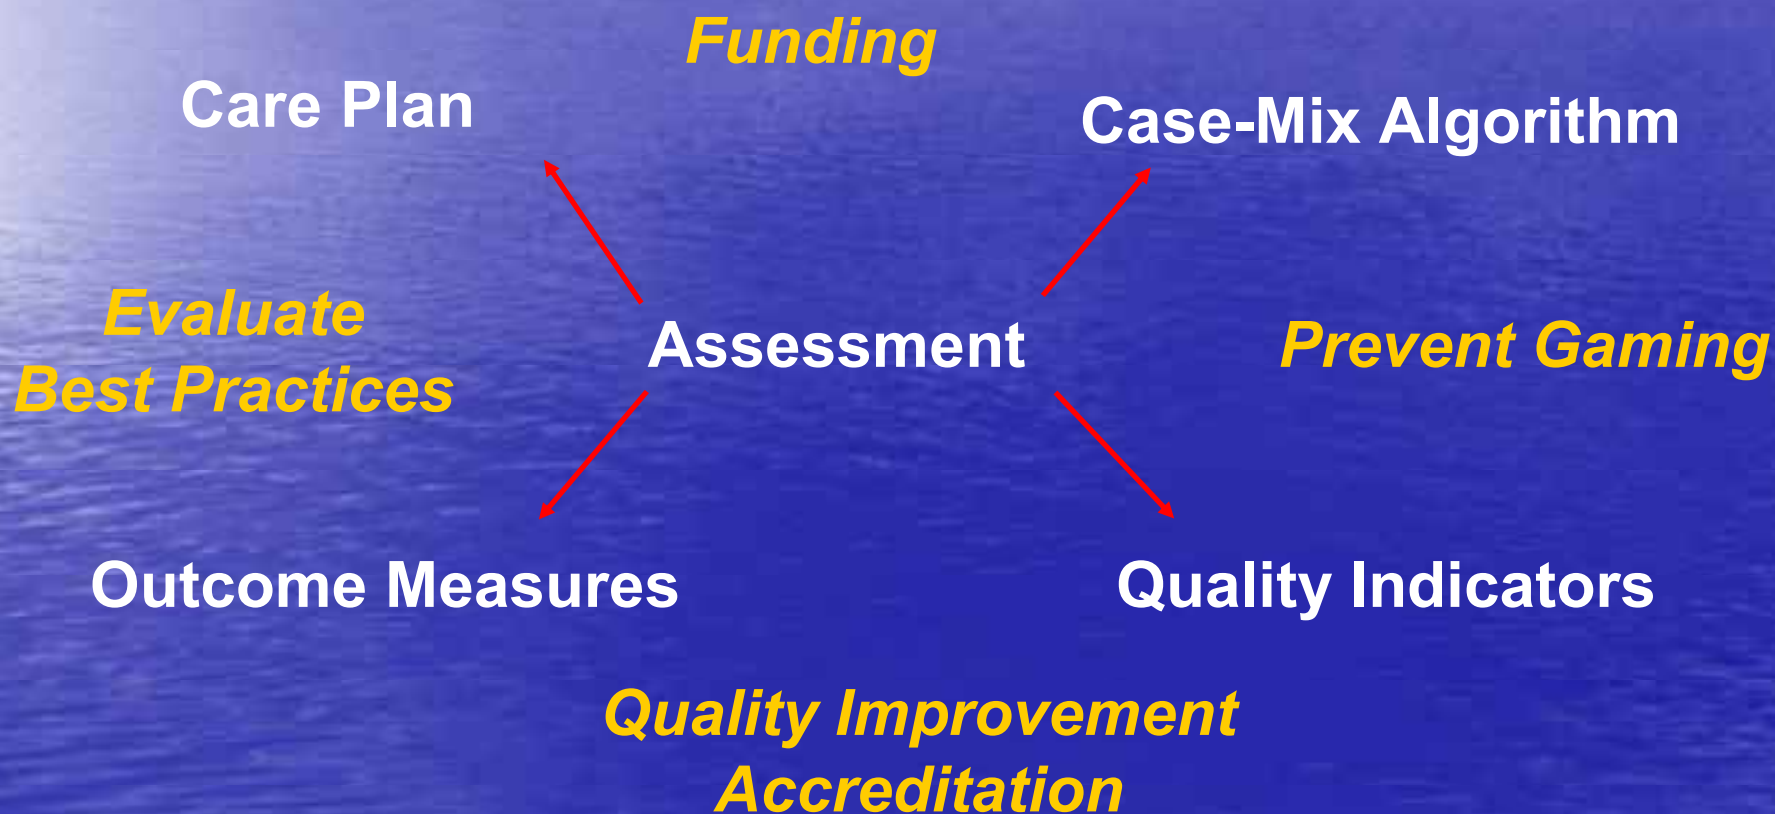 Funding
Care Plan
Case-Mix Algorithm
Evaluate
Best Practices
Assessment
Prevent Gaming
Outcome Measures
Quality Indicators
Quality Improvement
Accreditation